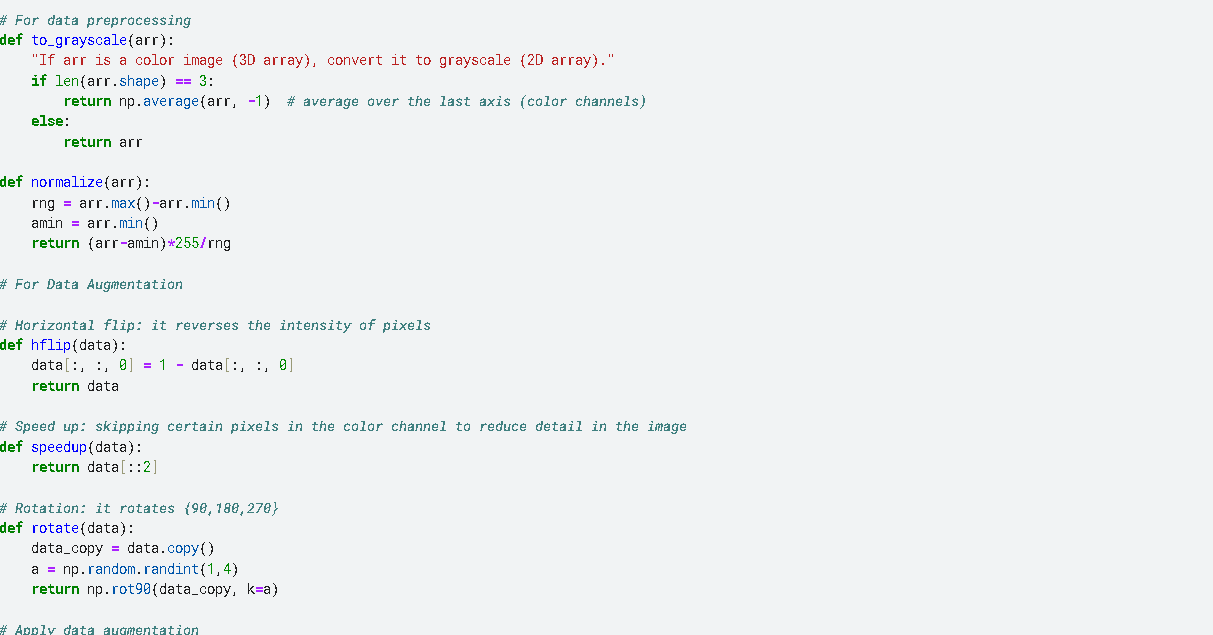 # For data preprocessing
def to_grayscale(arr):
    "If arr is a color image (3D array), convert it to grayscale (2D array)."
    if len(arr.shape) == 3:
        return np.average(arr, -1)  # average over the last axis (color channels)
    else:
        return arr

def normalize(arr):
    rng = arr.max()-arr.min()
    amin = arr.min()
    return (arr-amin)*255/rng

# For Data Augmentation

# Horizontal flip: it reverses the intensity of pixels
def hflip(data):
    data[:, :, 0] = 1 - data[:, :, 0]
    return data

# Speed up: skipping certain pixels in the color channel to reduce detail in the image
def speedup(data):
    return data[::2]

# Rotation: it rotates {90,180,270}
def rotate(data):
    data_copy = data.copy()
    a = np.random.randint(1,4)
    return np.rot90(data_copy, k=a)

# Apply data augmentation